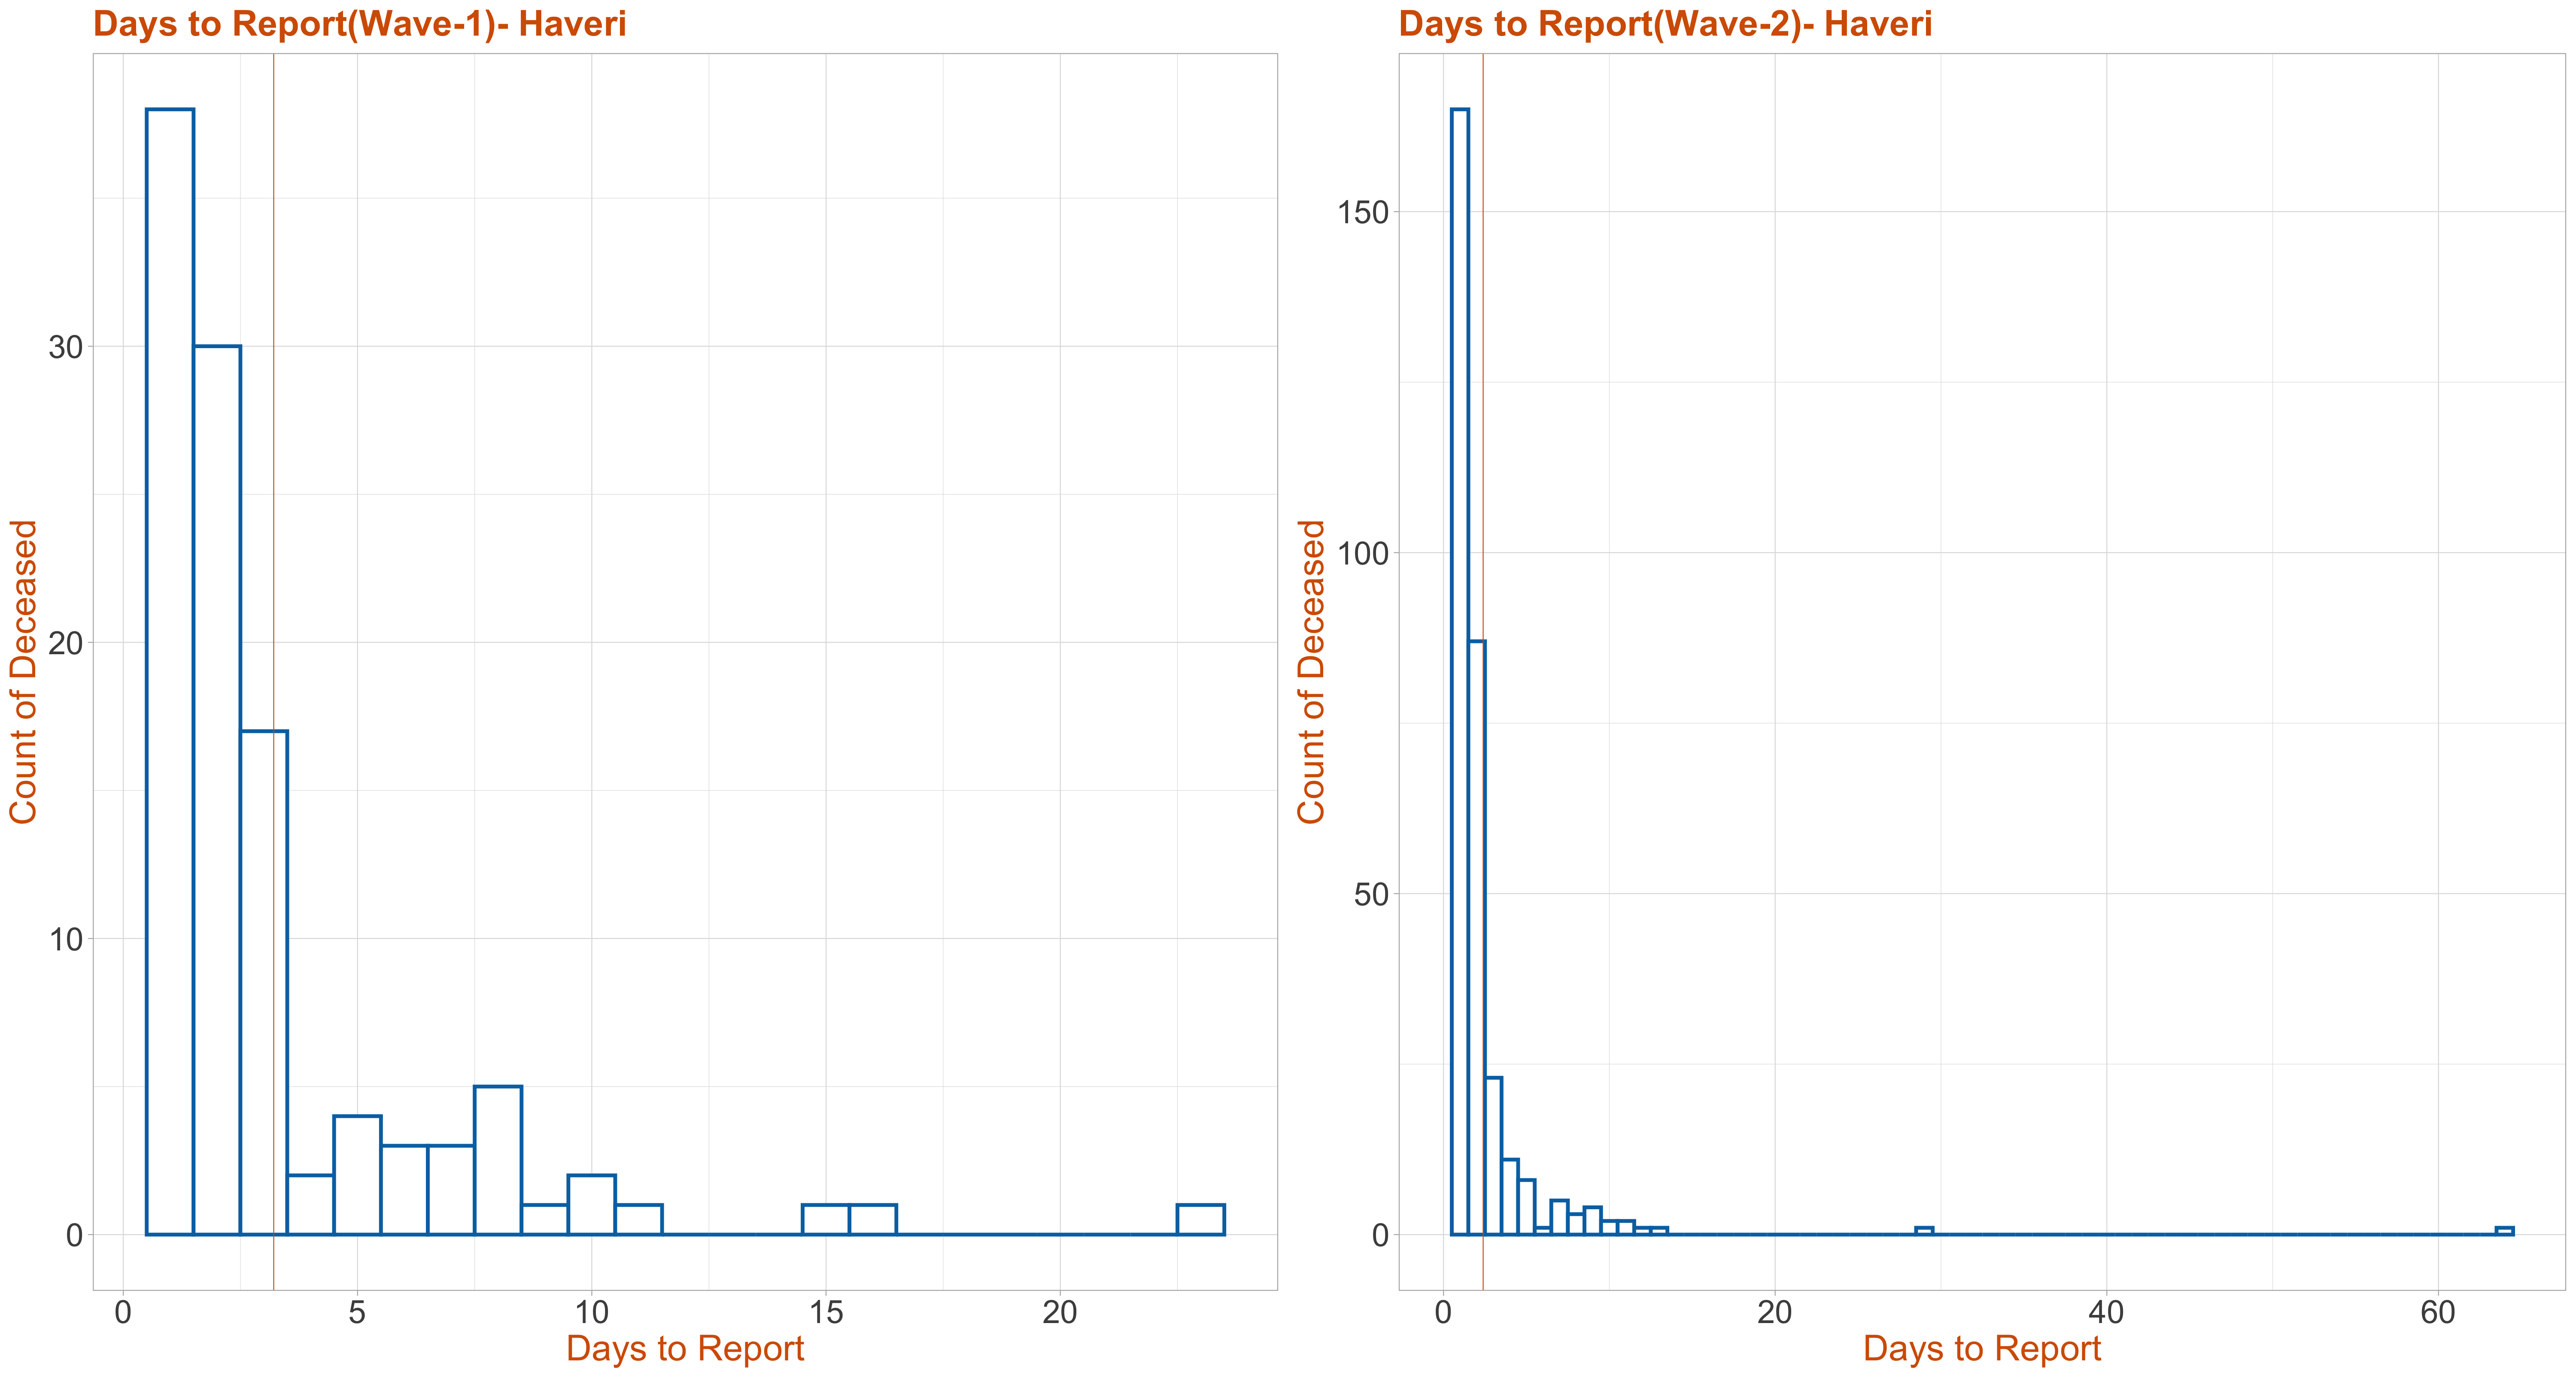 Days to Report(Wave-1)- Haveri
Count of Deceased
30
20
10
0
0 5 10 15 20
Days to Report
Days to Report(Wave-2)- Haveri
Count of Deceased
150
100
50
0
0 20 40 60
Days to Report